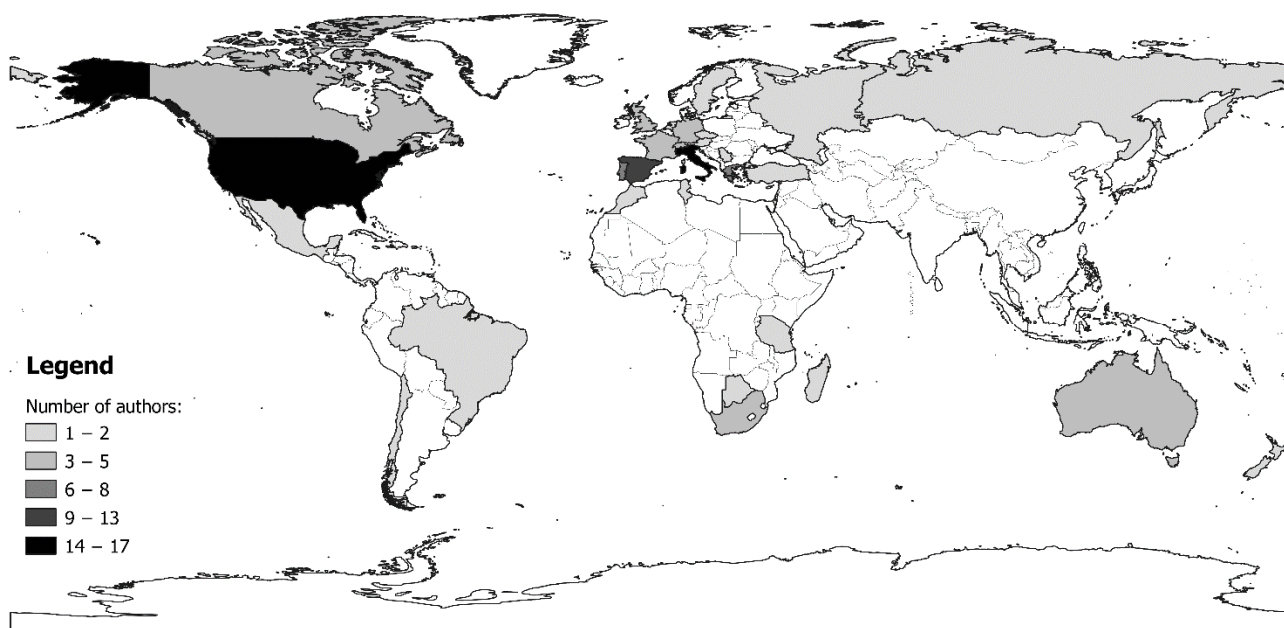 Legend
Number of authors:
1 – 2
3 – 5
6 – 8
9 – 13
14 – 17